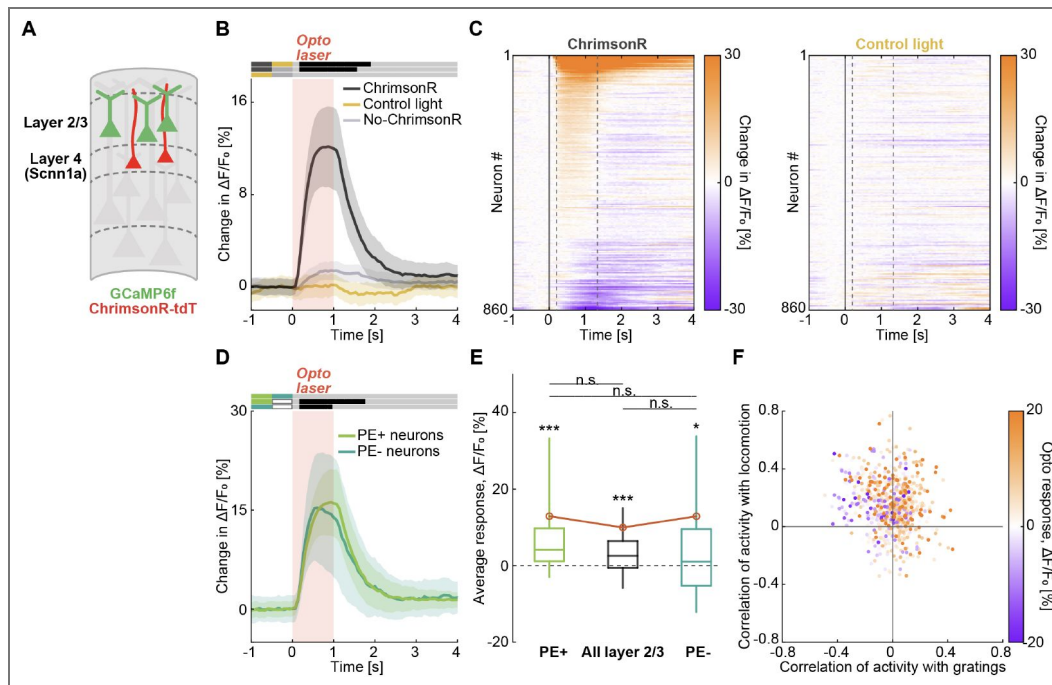 A
Layer 2/3
Layer 4
(Scnn1a)
GCaMP6f
ChrimsonR-tdT
B
Opto
laser
ChrimsonR
Control light
No-ChrimsonR
Change in ΔF/F₀ [%]
16
8
0
-1 0 1 2 3 4
Time [s]
C
ChrimsonR
1
Neuron #
860
-1 0 1 2 3 4
Time [s]
30
0
-30
Change in ΔF/F₀ [%]
Control light
1
Neuron #
860
-1 0 1 2 3 4
Time [s]
30
0
-30
Change in ΔF/F₀ [%]
D
Opto
laser
PE+ neurons
PE- neurons
Change in ΔF/F₀ [%]
30
15
0
-1 0 1 2 3 4
Time [s]
E
n.s.
n.s.
n.s.
***
***
*
Average response, ΔF/F₀ [%]
40
20
0
-20
PE+ All layer 2/3 PE-
F
Correlation of activity with locomotion
0.8
0.4
0
-0.4
-0.8
-0.8 -0.4 0 0.4 0.8
Correlation of activity with gratings
20
0
-20
Opto response, ΔF/F₀ [%]